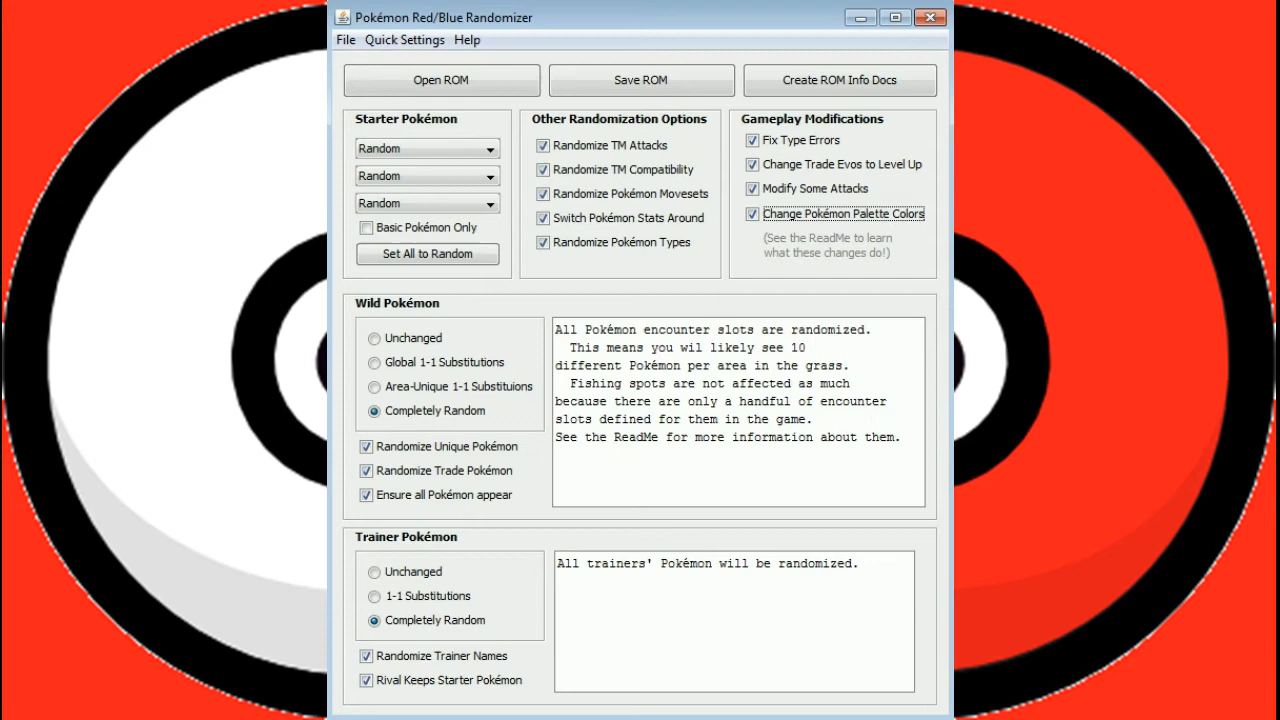 Pokémon Red/Blue Randomizer
File Quick Settings Help
Open ROM Save ROM Create ROM Info Docs
Starter Pokémon
Random
Random
Random
Basic Pokémon Only
Set All to Random
Other Randomization Options
Randomize TM Attacks
Randomize TM Compatibility
Randomize Pokémon Movesets
Switch Pokémon Stats Around
Randomize Pokémon Types
Gameplay Modifications
Fix Type Errors
Change Trade Evos to Level Up
Modify Some Attacks
Change Pokémon Palette Colors
(See the ReadMe to learn
what these changes do!)
Wild Pokémon
Unchanged
Global 1-1 Substitutions
Area-Unique 1-1 Substituions
Completely Random
Randomize Unique Pokémon
Randomize Trade Pokémon
Ensure all Pokémon appear
All Pokémon encounter slots are randomized.
This means you wil likely see 10
different Pokémon per area in the grass.
Fishing spots are not affected as much
because there are only a handful of encounter
slots defined for them in the game.
See the ReadMe for more information about them.
Trainer Pokémon
Unchanged
1-1 Substitutions
Completely Random
Randomize Trainer Names
Rival Keeps Starter Pokémon
All trainers' Pokémon will be randomized.